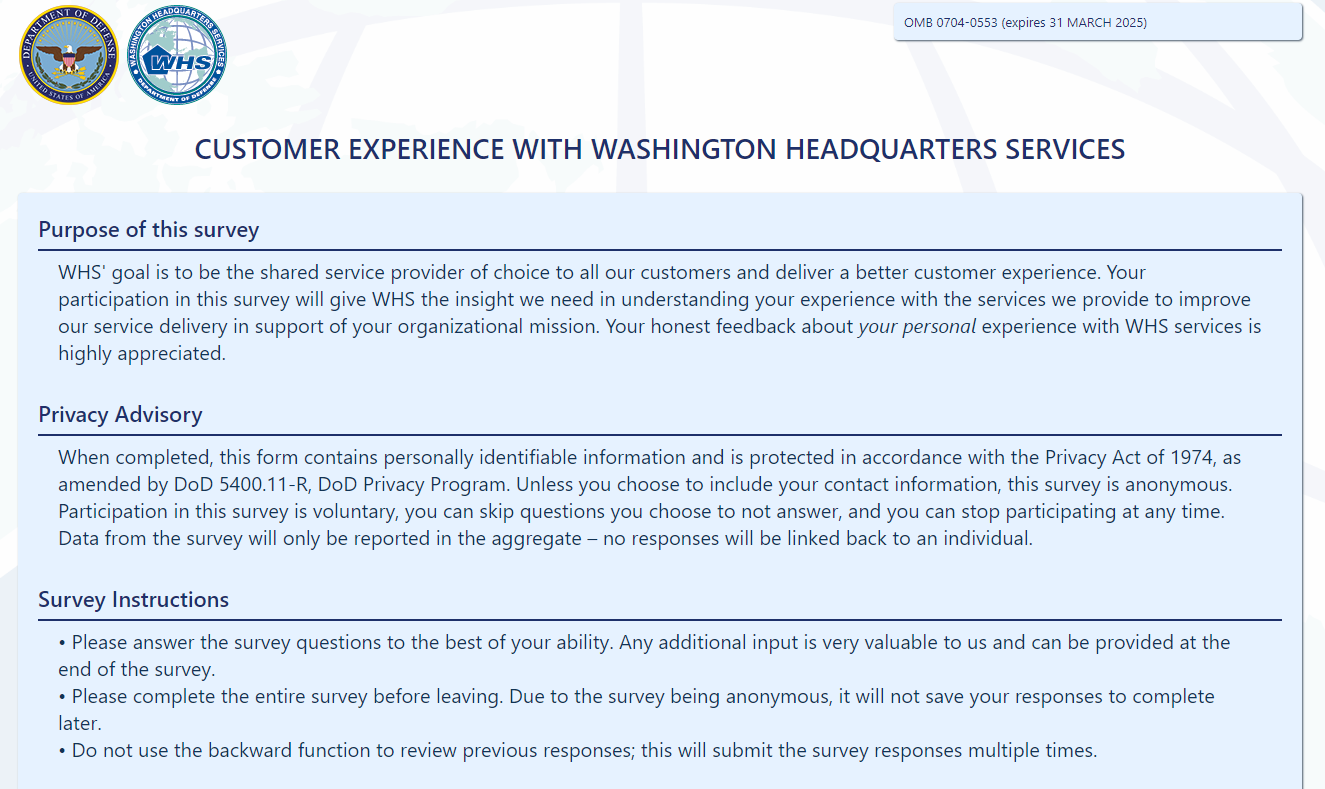 DEPARTMENT OF DEFENSE
UNITED STATES OF AMERICA
WASHINGTON HEADQUARTERS SERVICES
WHS
DEPARTMENT OF DEFENSE
OMB 0704-0553 (expires 31 MARCH 2025)
CUSTOMER EXPERIENCE WITH WASHINGTON HEADQUARTERS SERVICES
Purpose of this survey
WHS' goal is to be the shared service provider of choice to all our customers and deliver a better customer experience. Your
participation in this survey will give WHS the insight we need in understanding your experience with the services we provide to improve
our service delivery in support of your organizational mission. Your honest feedback about your personal experience with WHS services is
highly appreciated.
Privacy Advisory
When completed, this form contains personally identifiable information and is protected in accordance with the Privacy Act of 1974, as
amended by DoD 5400.11-R, DoD Privacy Program. Unless you choose to include your contact information, this survey is anonymous.
Participation in this survey is voluntary, you can skip questions you choose to not answer, and you can stop participating at any time.
Data from the survey will only be reported in the aggregate – no responses will be linked back to an individual.
Survey Instructions
• Please answer the survey questions to the best of your ability. Any additional input is very valuable to us and can be provided at the
end of the survey.
• Please complete the entire survey before leaving. Due to the survey being anonymous, it will not save your responses to complete
later.
• Do not use the backward function to review previous responses; this will submit the survey responses multiple times.